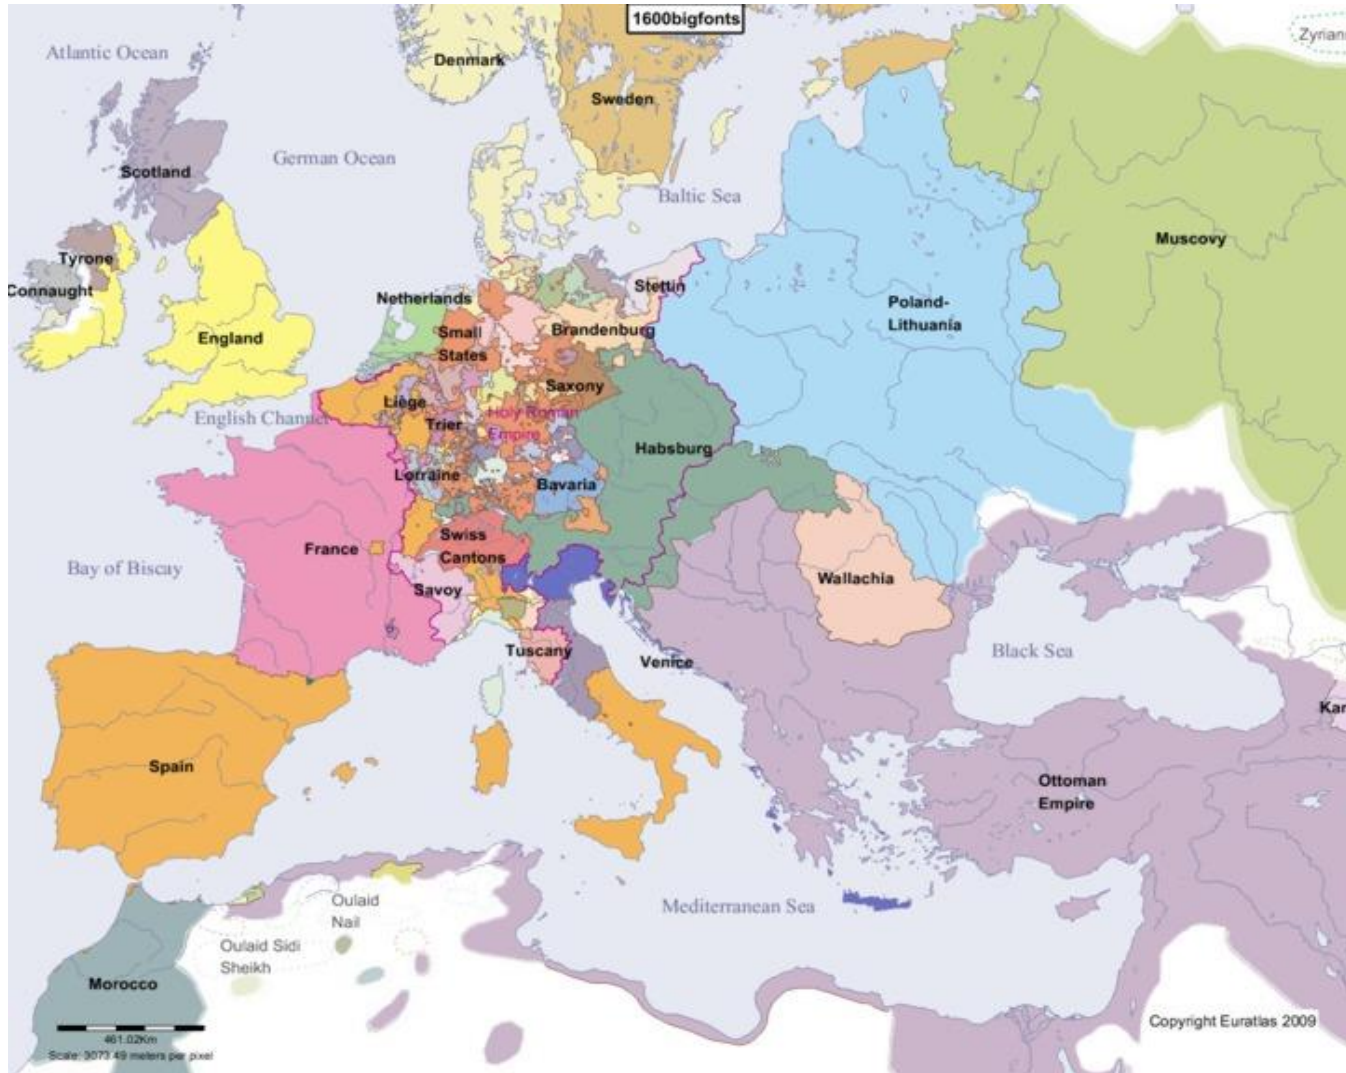 1600bigfonts
Atlantic Ocean
Zyrian
Denmark
Sweden
German Ocean
Scotland
Baltic Sea
Muscovy
Tyrone
Connaught
Stettin
Netherlands
Poland-
Lithuania
England
Small
States
Brandenburg
Saxony
Liège
English Channel
Holy Roman
Empire
Trier
Habsburg
Lorraine
Bavaria
Swiss
Cantons
France
Bay of Biscay
Savoy
Wallachia
Tuscany
Venice
Black Sea
Kar
Spain
Ottoman
Empire
Oulaid
Nail
Mediterranean Sea
Oulaid Sidi
Sheikh
Morocco
Copyright Euratlas 2009
461.02Km
Scale: 3073.49 meters per pixel